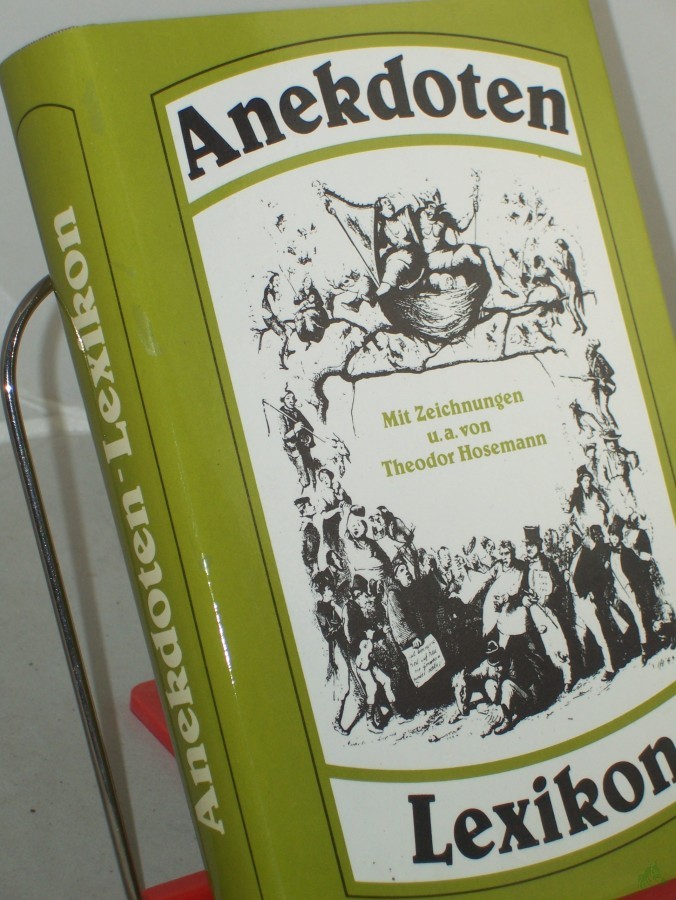 Anekdoten
Mit Zeichnungen
u. a. von
Theodor Hosemann
Lexikon
Anekdoten-Lexikon